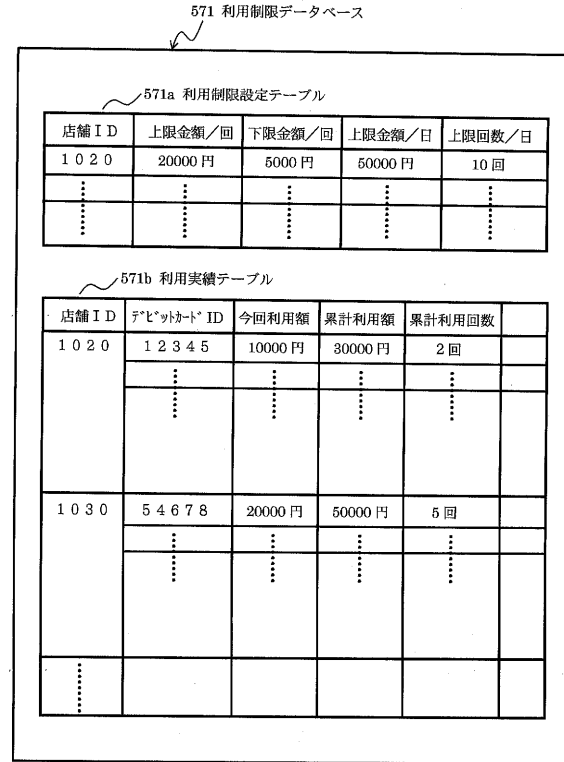 571 利用制限データベース
571a 利用制限設定テーブル
店舗ID 上限金額／回 下限金額／回 上限金額／日 上限回数／日
1020 20000円 5000円 50000円 10回
571b 利用実績テーブル
店舗ID ﾃﾞﾋﾞｯﾄｶｰﾄﾞID 今回利用額 累計利用額 累計利用回数
1020 12345 10000円 30000円 2回
1030 54678 20000円 50000円 5回